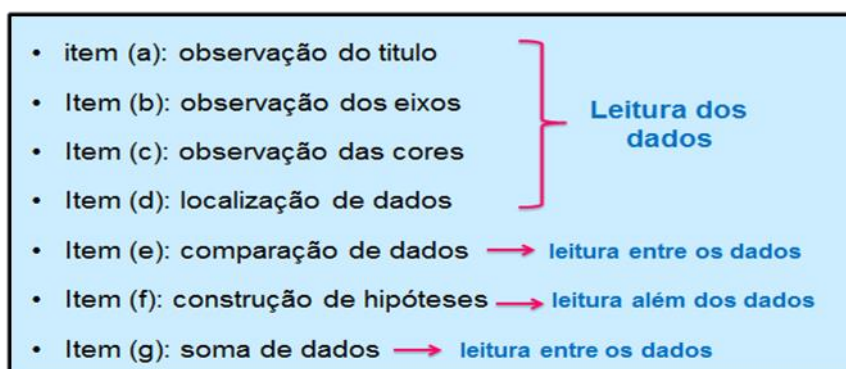 • item (a): observação do titulo
• Item (b): observação dos eixos
• Item (c): observação das cores
• Item (d): localização de dados
Leitura dos
dados
• Item (e): comparação de dados → leitura entre os dados
• Item (f): construção de hipóteses → leitura além dos dados
• Item (g): soma de dados → leitura entre os dados